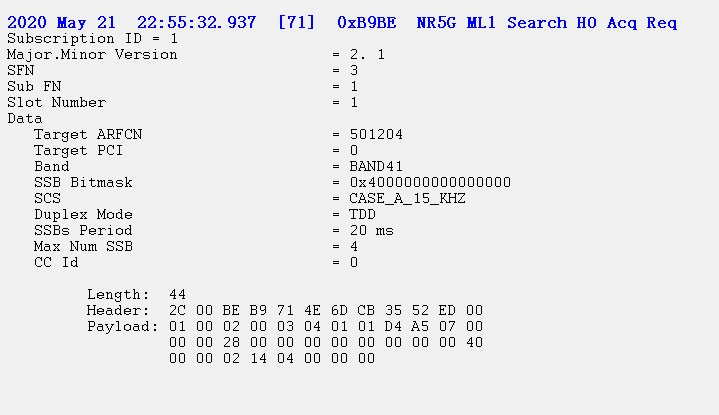 2020 May 21 22:55:32.937 [71] 0xB9BE NR5G ML1 Search HO Acq Req
Subscription ID = 1
Major.Minor Version = 2. 1
SFN = 3
Sub FN = 1
Slot Number = 1
Data
Target ARFCN = 501204
Target PCI = 0
Band = BAND41
SSB Bitmask = 0x4000000000000000
SCS = CASE_A_15_KHZ
Duplex Mode = TDD
SSBs Period = 20 ms
Max Num SSB = 4
CC Id = 0
Length: 44
Header: 2C 00 BE B9 71 4E 6D CB 35 52 ED 00
Payload: 01 00 02 00 03 04 01 01 D4 A5 07 00
00 00 28 00 00 00 00 00 00 00 00 40
00 00 02 14 04 00 00 00